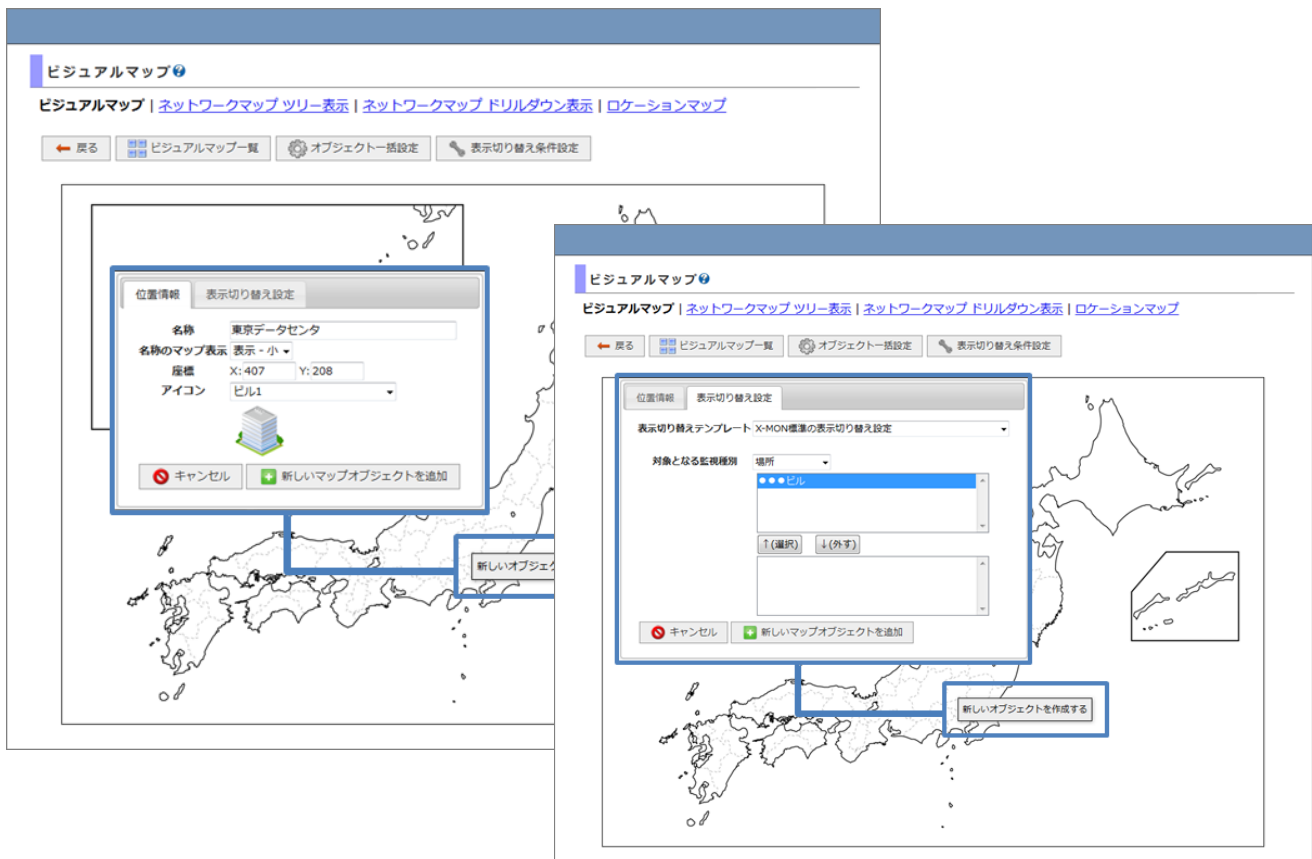 ビジュアルマップ?
ビジュアルマップ | ネットワークマップ ツリー表示 | ネットワークマップ ドリルダウン表示 | ロケーションマップ
戻る ビジュアルマップ一覧 オブジェクト一括設定 表示切り替え条件設定
位置情報 表示切り替え設定
名称 東京データセンタ
名称のマップ表示 表示 - 小
座標 X: 407 Y: 208
アイコン ビル1
キャンセル 新しいマップオブジェクトを追加
新しいオブジェク
ビジュアルマップ?
ビジュアルマップ | ネットワークマップ ツリー表示 | ネットワークマップ ドリルダウン表示 | ロケーションマップ
戻る ビジュアルマップ一覧 オブジェクト一括設定 表示切り替え条件設定
位置情報 表示切り替え設定
表示切り替えテンプレート X-MON標準の表示切り替え設定
対象となる監視種別 場所
●●●ビル
↑(選択) ↓(外す)
キャンセル 新しいマップオブジェクトを追加
新しいオブジェクトを作成する